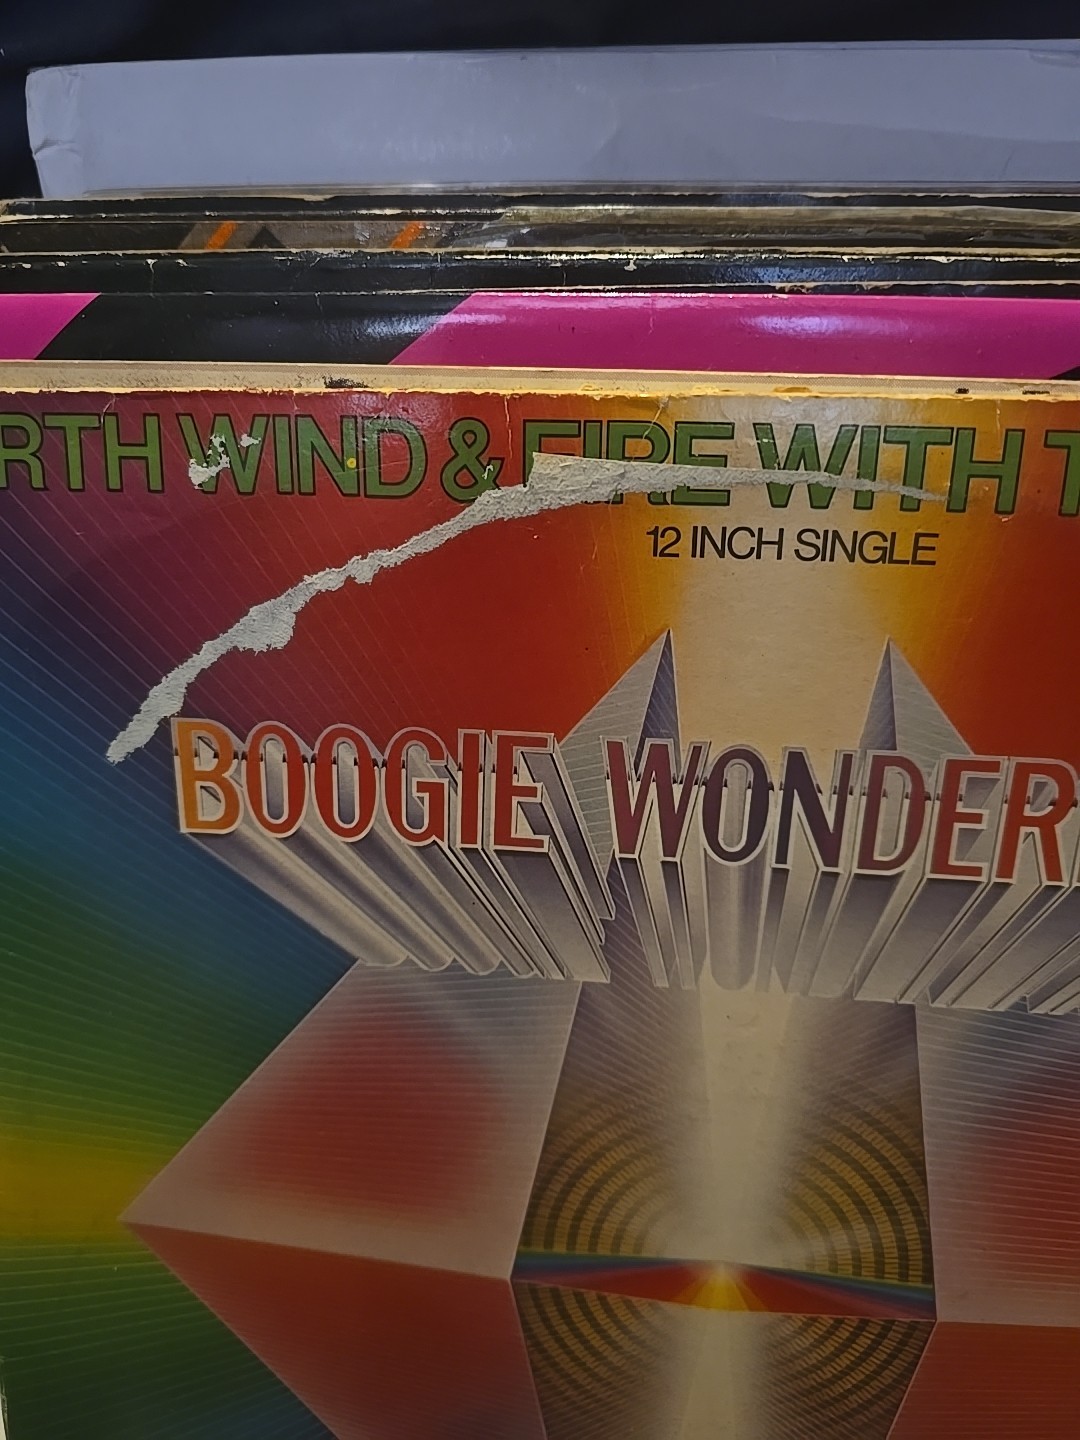 RTH WIND & FIRE WITH T
12 INCH SINGLE
BOOGIE WONDER